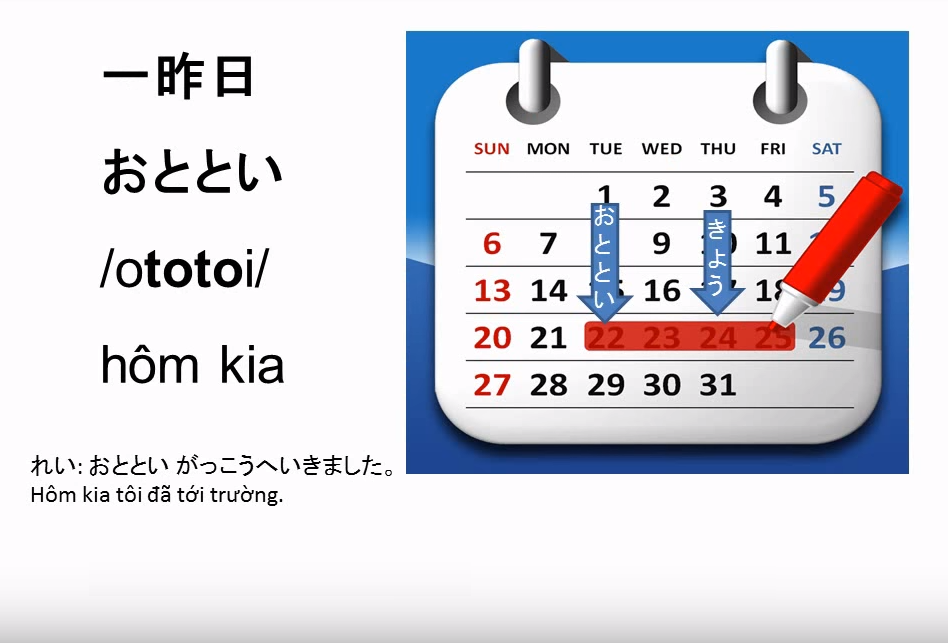 一昨日
おととい
/ototoi/
hôm kia
れい: おととい がっこうへいきました。
Hôm kia tôi đã tới trường.
SUN MON TUE WED THU FRI SAT
1 2 3 4 5
おととい
きょう
6 7 9 11
13 14 16
20 21 22 23 24 25 26
27 28 29 30 31